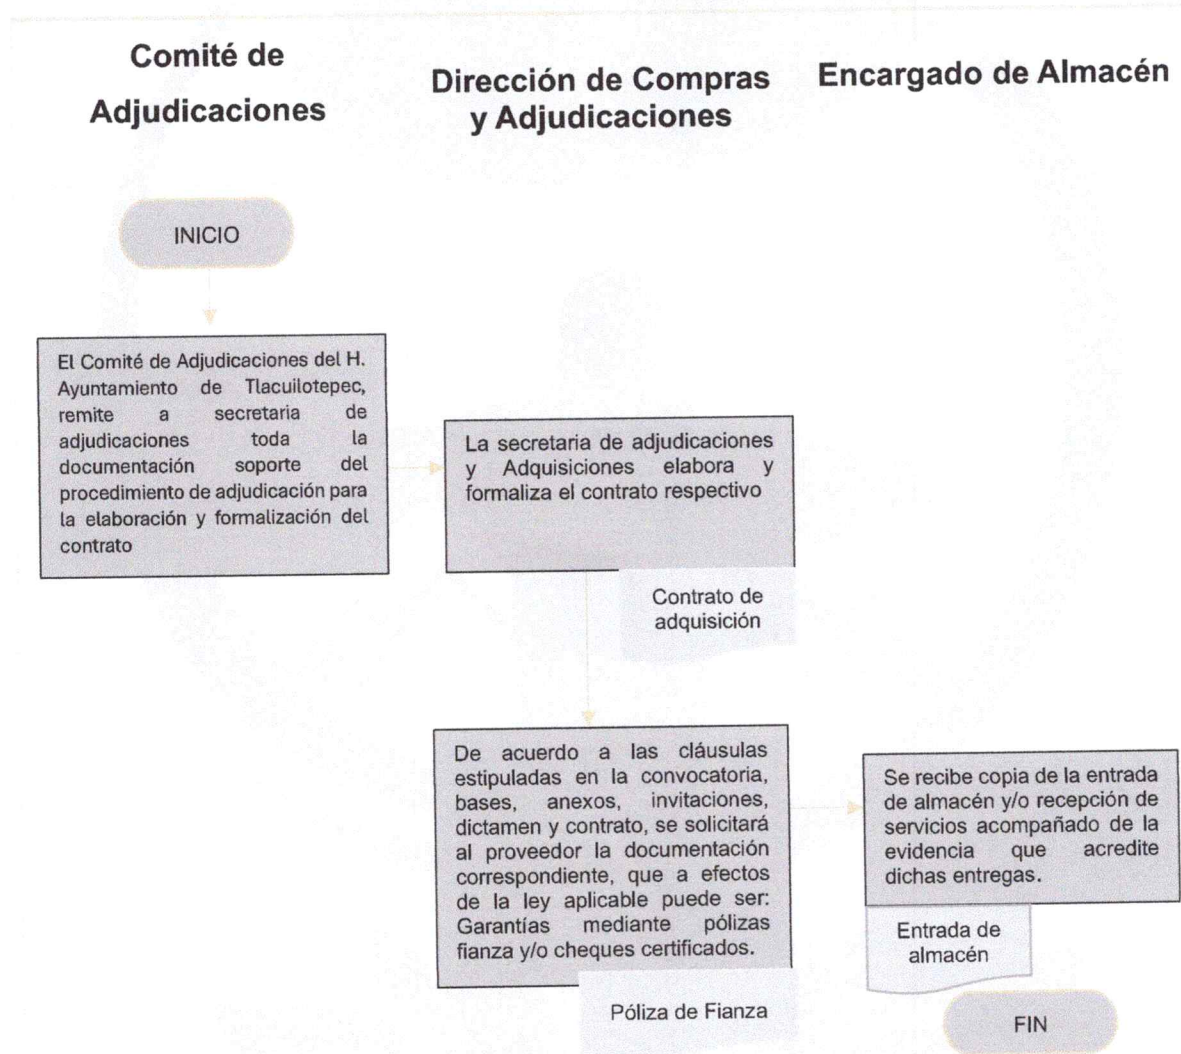 Comité de
Adjudicaciones
Dirección de Compras
y Adjudicaciones
Encargado de Almacén
INICIO
El Comité de Adjudicaciones del H.
Ayuntamiento de Tlacuilotepec,
remite a secretaria de
adjudicaciones toda la
documentación soporte del
procedimiento de adjudicación para
la elaboración y formalización del
contrato
La secretaria de adjudicaciones
y Adquisiciones elabora y
formaliza el contrato respectivo
Contrato de
adquisición
De acuerdo a las cláusulas
estipuladas en la convocatoria,
bases, anexos, invitaciones,
dictamen y contrato, se solicitará
al proveedor la documentación
correspondiente, que a efectos
de la ley aplicable puede ser:
Garantías mediante pólizas
fianza y/o cheques certificados.
Póliza de Fianza
Se recibe copia de la entrada
de almacén y/o recepción de
servicios acompañado de la
evidencia que acredite
dichas entregas.
Entrada de
almacén
FIN